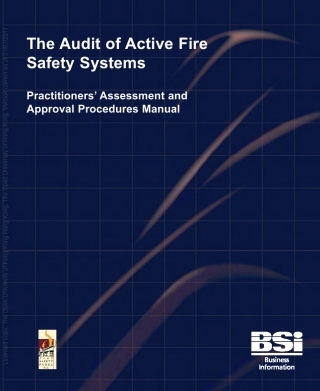 The Audit of Active Fire
Safety Systems
Practitioners' Assessment and
Approval Procedures Manual
BSi
Business
Information